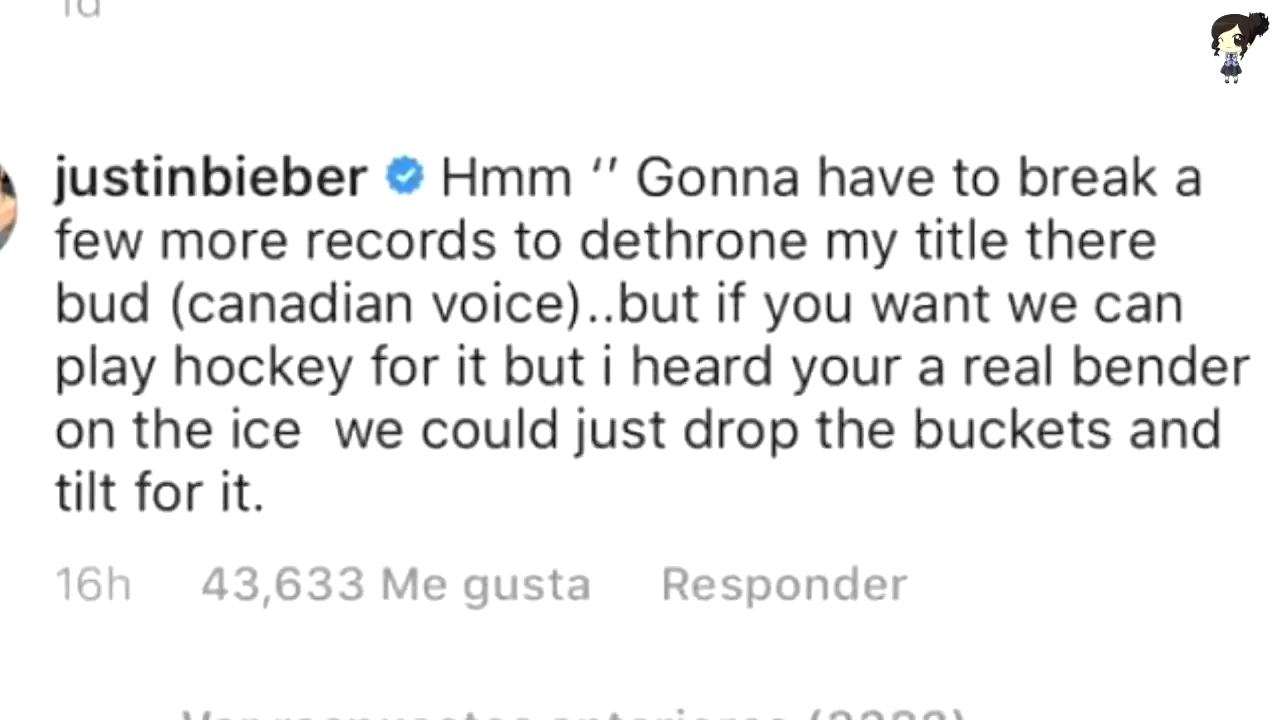 1d
justinbieber Hmm ‘’ Gonna have to break a
few more records to dethrone my title there
bud (canadian voice)..but if you want we can
play hockey for it but i heard your a real bender
on the ice  we could just drop the buckets and
tilt for it.
16h 43,633 Me gusta Responder